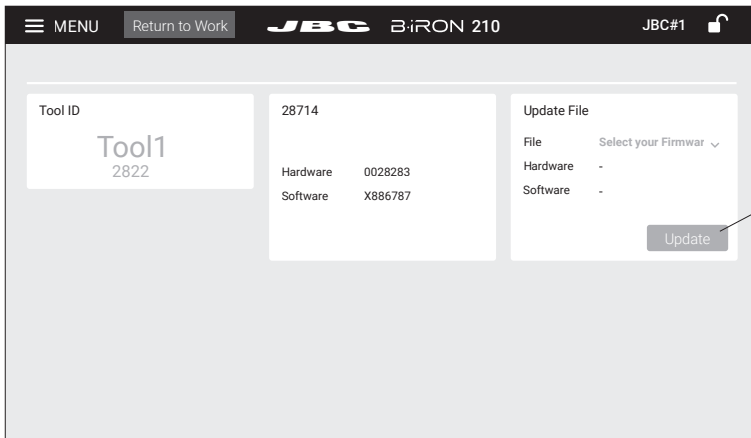 MENU Return to Work JBC B·iRON 210 JBC#1
Tool ID
Tool1
2822
28714
Hardware 0028283
Software X886787
Update File
File Select your Firmwar
Hardware -
Software -
Update